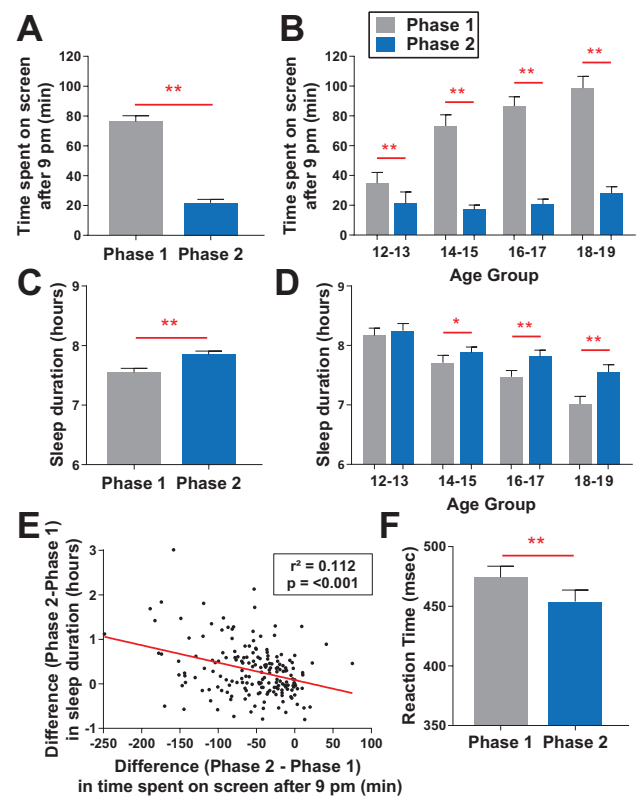 A
Time spent on screen
after 9 pm (min)
120
100
80
60
40
20
0
**
Phase 1 Phase 2
B
Phase 1
Phase 2
Time spent on screen
after 9 pm (min)
120
100
80
60
40
20
0
** ** ** **
12-13 14-15 16-17 18-19
Age Group
C
Sleep duration (hours)
9
8
7
6
**
Phase 1 Phase 2
D
Sleep duration (hours)
9
8
7
6
* ** **
12-13 14-15 16-17 18-19
Age Group
E
Difference (Phase 2-Phase 1)
in sleep duration (hours)
3
2
1
0
-1
r² = 0.112
p = <0.001
-250 -200 -150 -100 -50 0 50 100
Difference (Phase 2 - Phase 1)
in time spent on screen after 9 pm (min)
F
Reaction Time (msec)
500
450
400
350
**
Phase 1 Phase 2